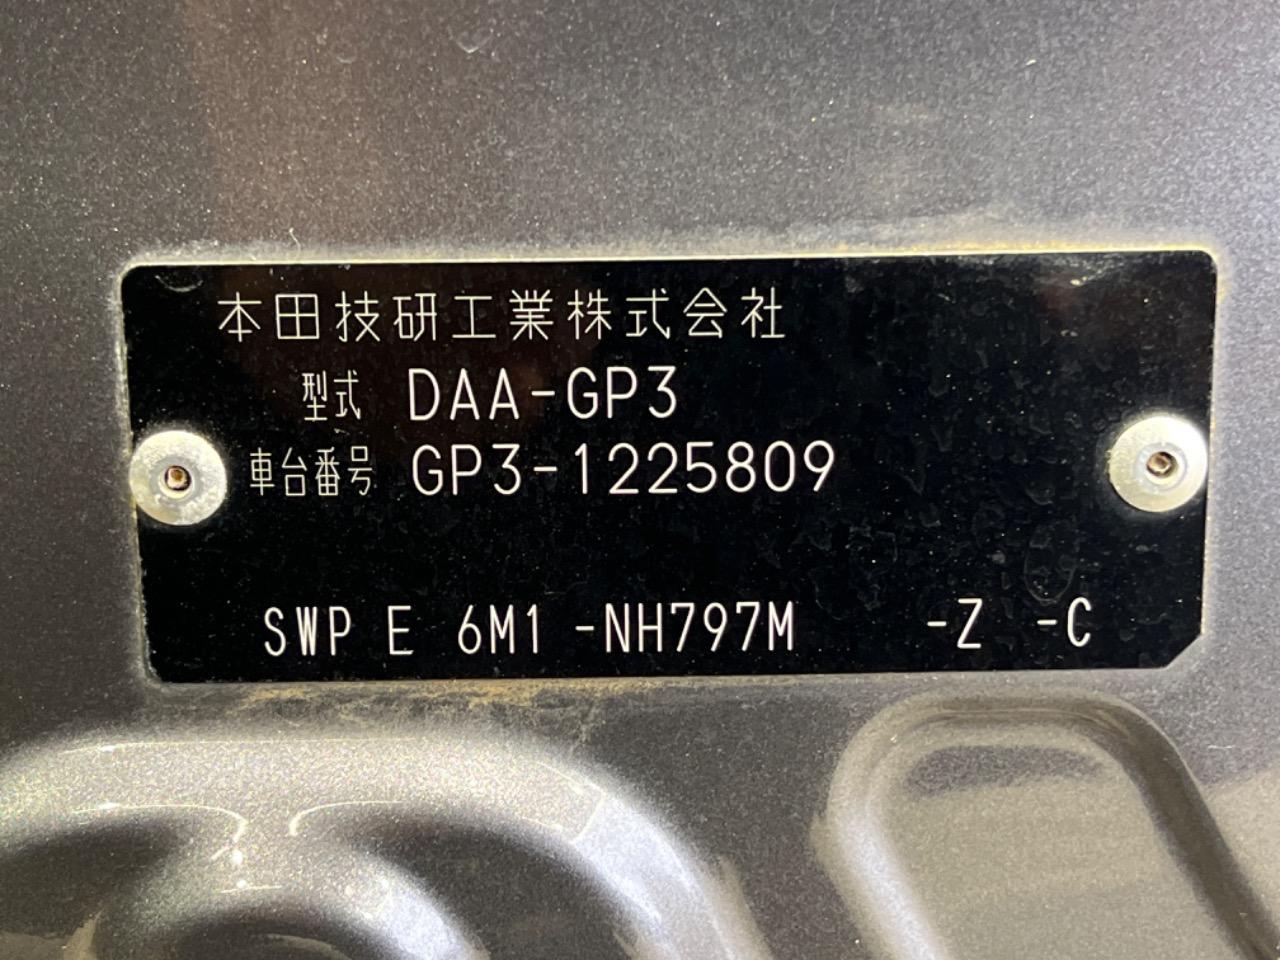 本田技研工業株式会社
型式 DAA-GP3
車台番号 GP3-1225809
SWP E 6M1 -NH797M -Z -C